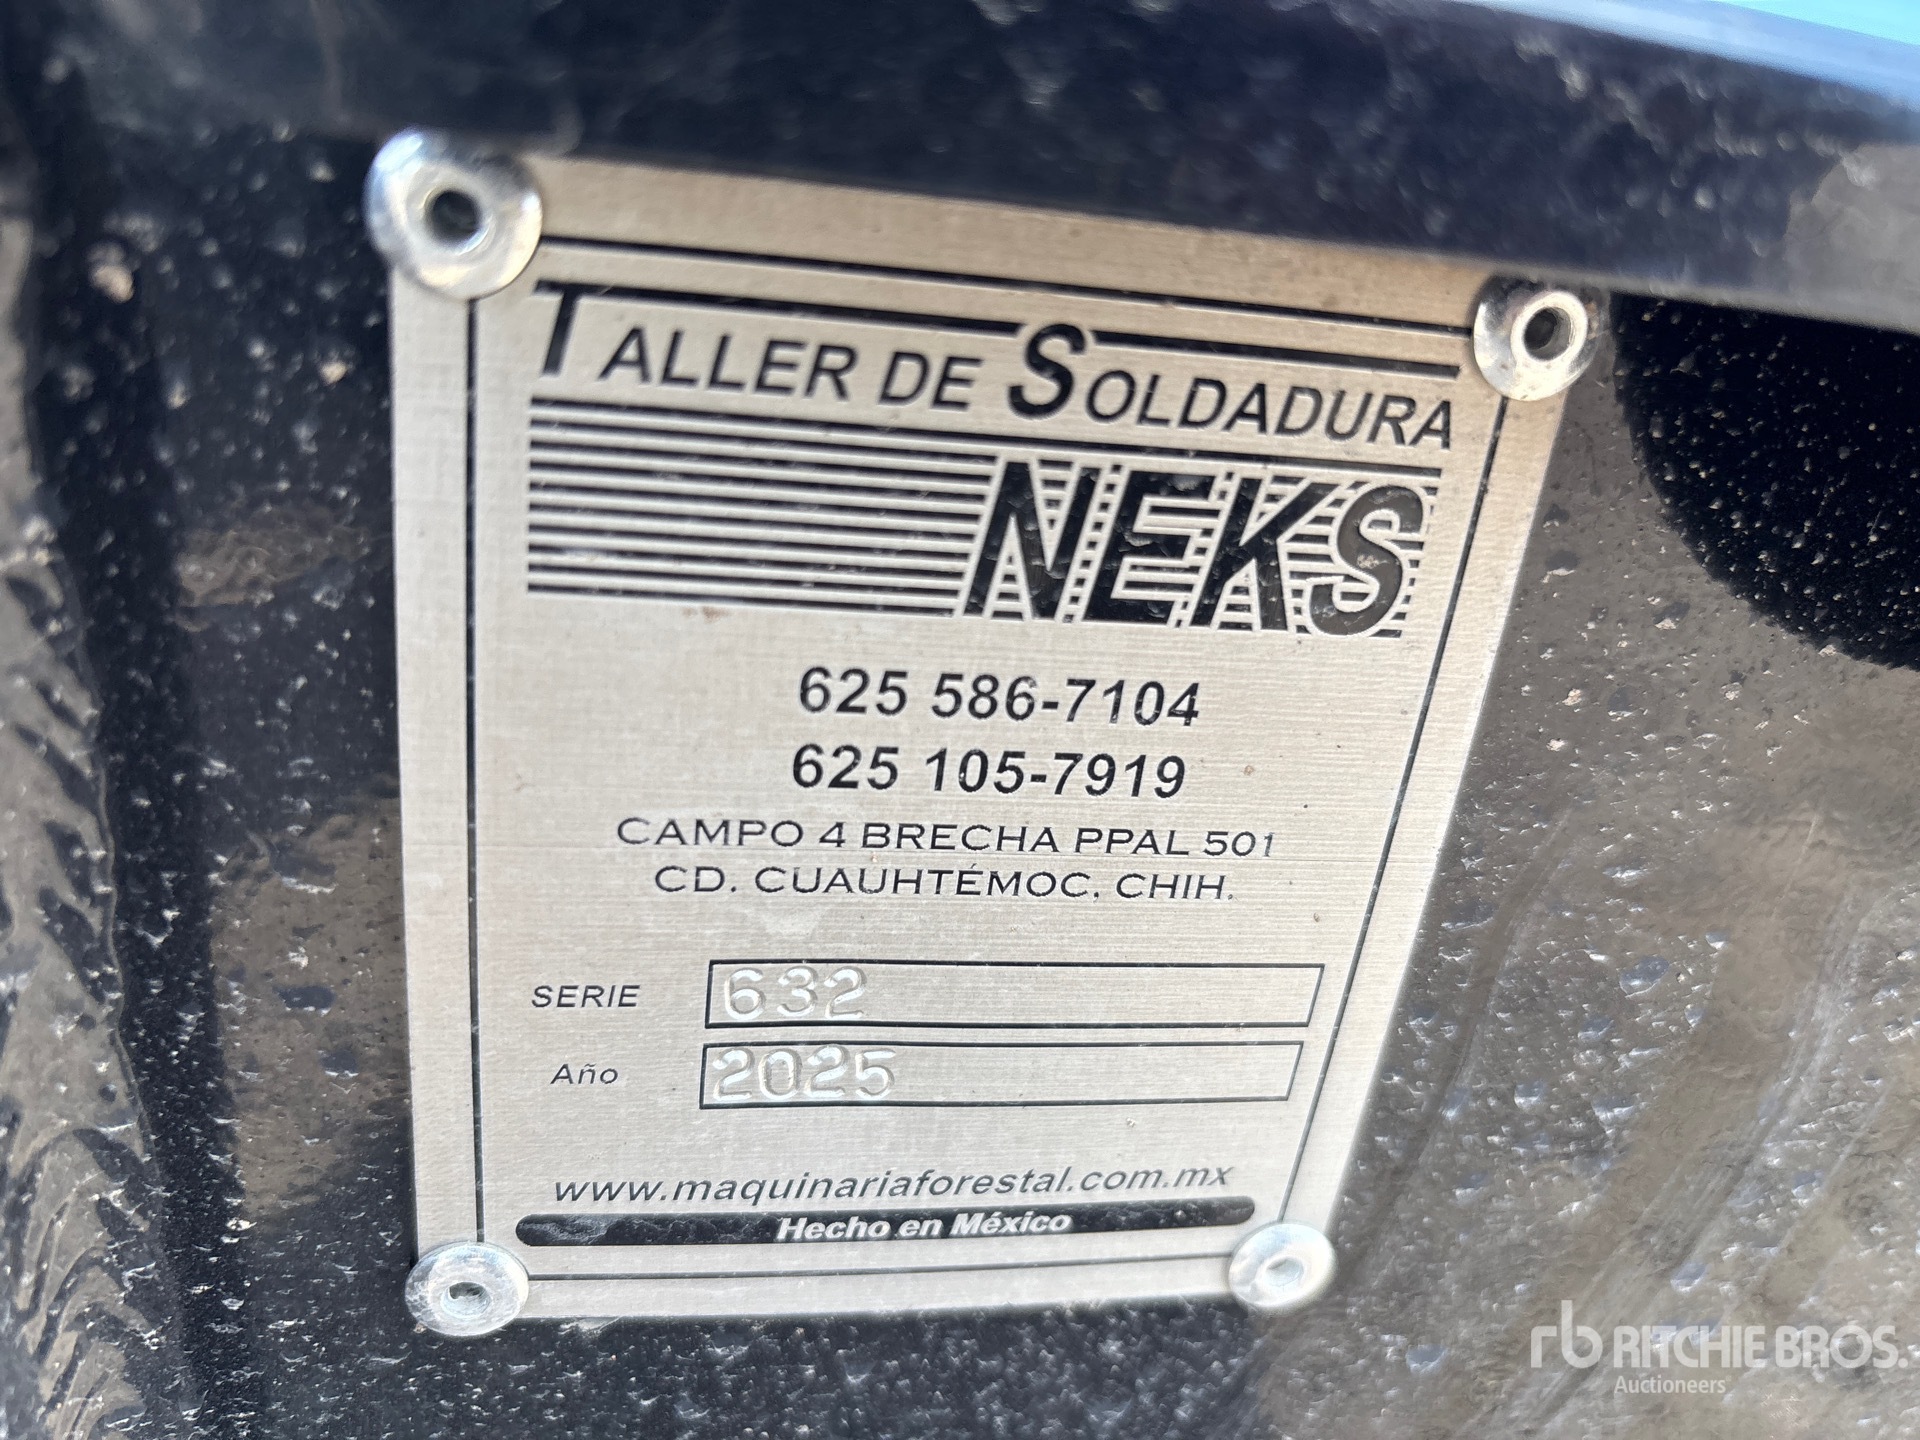 TALLER DE SOLDADURA
NEKS
625 586-7104
625 105-7919
CAMPO 4 BRECHA PPAL 501
CD. CUAUHTÉMOC, CHIH.
SERIE 632
Año 2025
www.maquinariaforestal.com.mx
Hecho en México
rb RITCHIE BROS.
Auctioneers